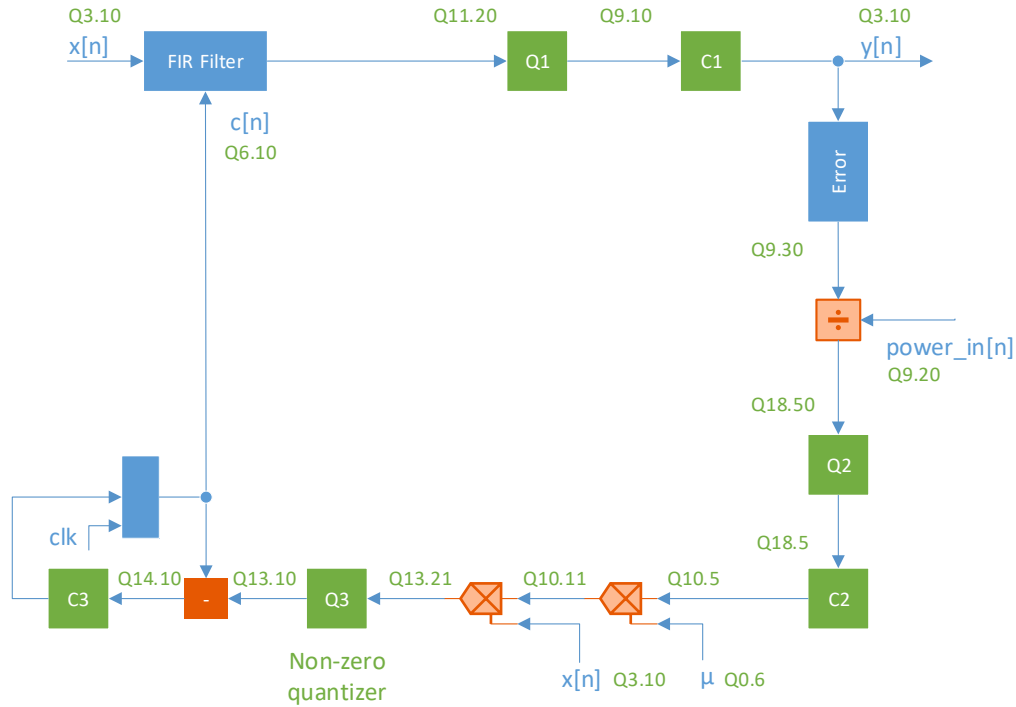 Q3.10
Q11.20
Q9.10
Q3.10
x[n]
FIR Filter
Q1
C1
y[n]
c[n]
Q6.10
Error
Q9.30
÷
power_in[n]
Q9.20
Q18.50
Q2
clk
Q18.5
C3
Q14.10
-
Q13.10
Q3
Q13.21
Q10.11
Q10.5
C2
Non-zero
quantizer
x[n]
Q3.10
µ
Q0.6